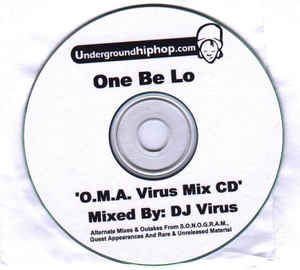 Undergroundhiphop.com
One Be Lo
'O.M.A. Virus Mix CD'
Mixed By: DJ Virus
Alternate Mixes & Outakes From S.O.N.O.G.R.A.M.,
Guest Appearances And Rare & Unreleased Material